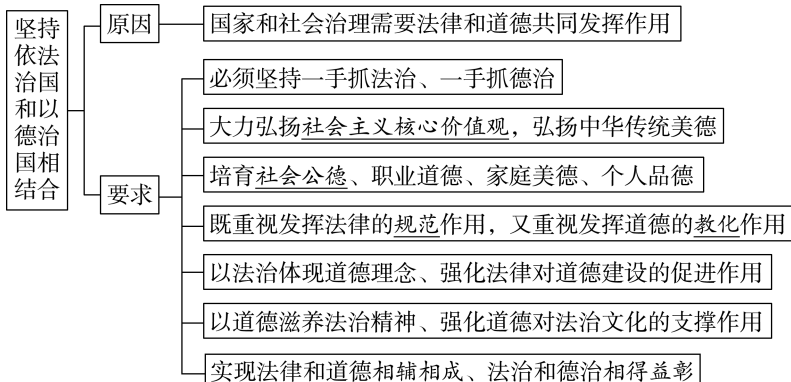 坚持
依法
治国
和以
德治
国相
结合
原因
国家和社会治理需要法律和道德共同发挥作用
要求
必须坚持一手抓法治、一手抓德治
大力弘扬社会主义核心价值观，弘扬中华传统美德
培育社会公德、职业道德、家庭美德、个人品德
既重视发挥法律的规范作用，又重视发挥道德的教化作用
以法治体现道德理念、强化法律对道德建设的促进作用
以道德滋养法治精神、强化道德对法治文化的支撑作用
实现法律和道德相辅相成、法治和德治相得益彰